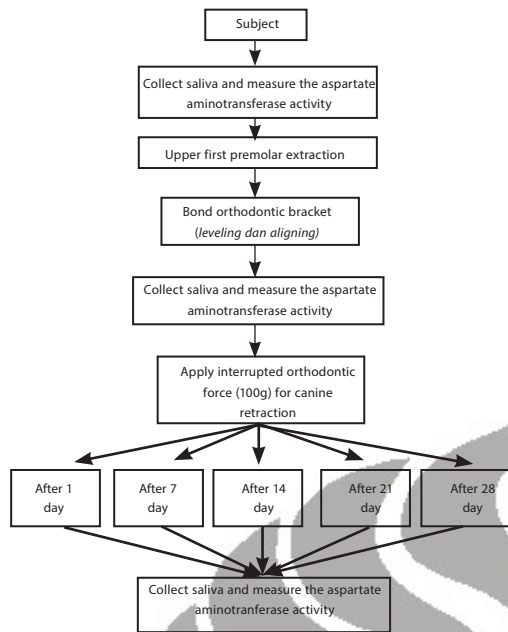 Subject
Collect saliva and measure the aspartate
aminotransferase activity
Upper first premolar extraction
Bond orthodontic bracket
(leveling dan aligning)
Collect saliva and measure the aspartate
aminotransferase activity
Apply interrupted orthodontic
force (100g) for canine
retraction
After 1
day
After 7
day
After 14
day
After 21
day
After 28
day
Collect saliva and measure the aspartate
aminotranferase activity